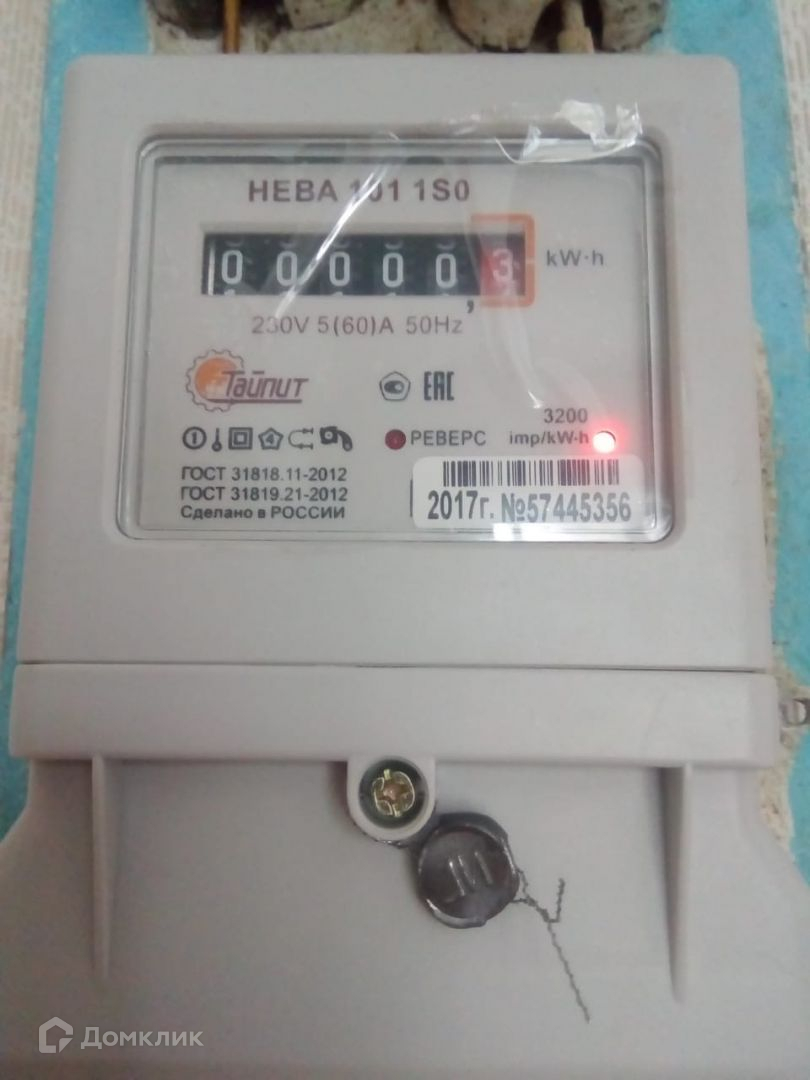 НЕВА 101 1S0
0 0 0 0 0, 3 kW·h
230V 5(60)A 50Hz
Тайпит
ЕАС
3200
РЕВЕРС imp/kW·h
ГОСТ 31818.11-2012
ГОСТ 31819.21-2012
Сделано в РОССИИ
2017г. №57445356
Домклик